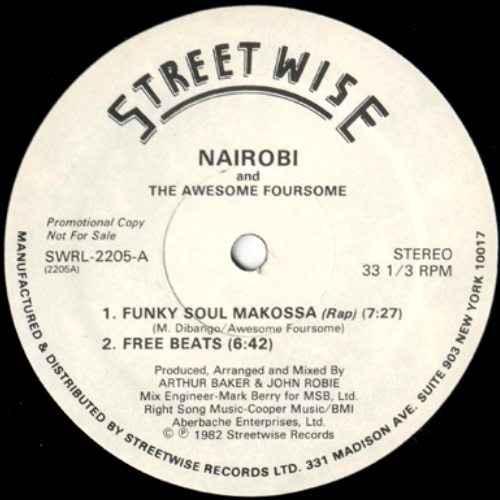 STREETWISE
NAIROBI
and
THE AWESOME FOURSOME
Promotional Copy
Not For Sale
SWRL-2205-A
(2205A)
STEREO
33 1/3 RPM
1. FUNKY SOUL MAKOSSA (Rap) (7:27)
(M. Dibango/Awesome Foursome)
2. FREE BEATS (6:42)
Produced, Arranged and Mixed By
ARTHUR BAKER & JOHN ROBIE
Mix Engineer-Mark Berry for MSB, Ltd.
Right Song Music-Cooper Music/BMI
Aberbache Enterprises, Ltd.
© ℗ 1982 Streetwise Records
MANUFACTURED & DISTRIBUTED BY STREETWISE RECORDS LTD. 331 MADISON AVE. SUITE 903 NEW YORK 10017